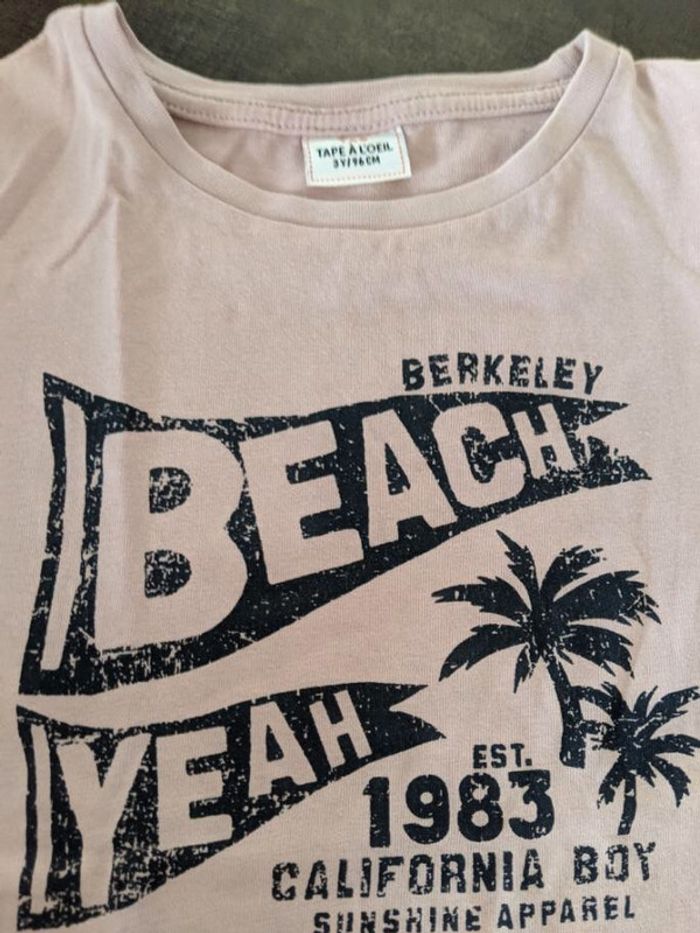 TAPE À L'OEIL
3Y/96CM
BERKELEY
BEACH
YEAH
EST.
1983
CALIFORNIA BOY
SUNSHINE APPAREL